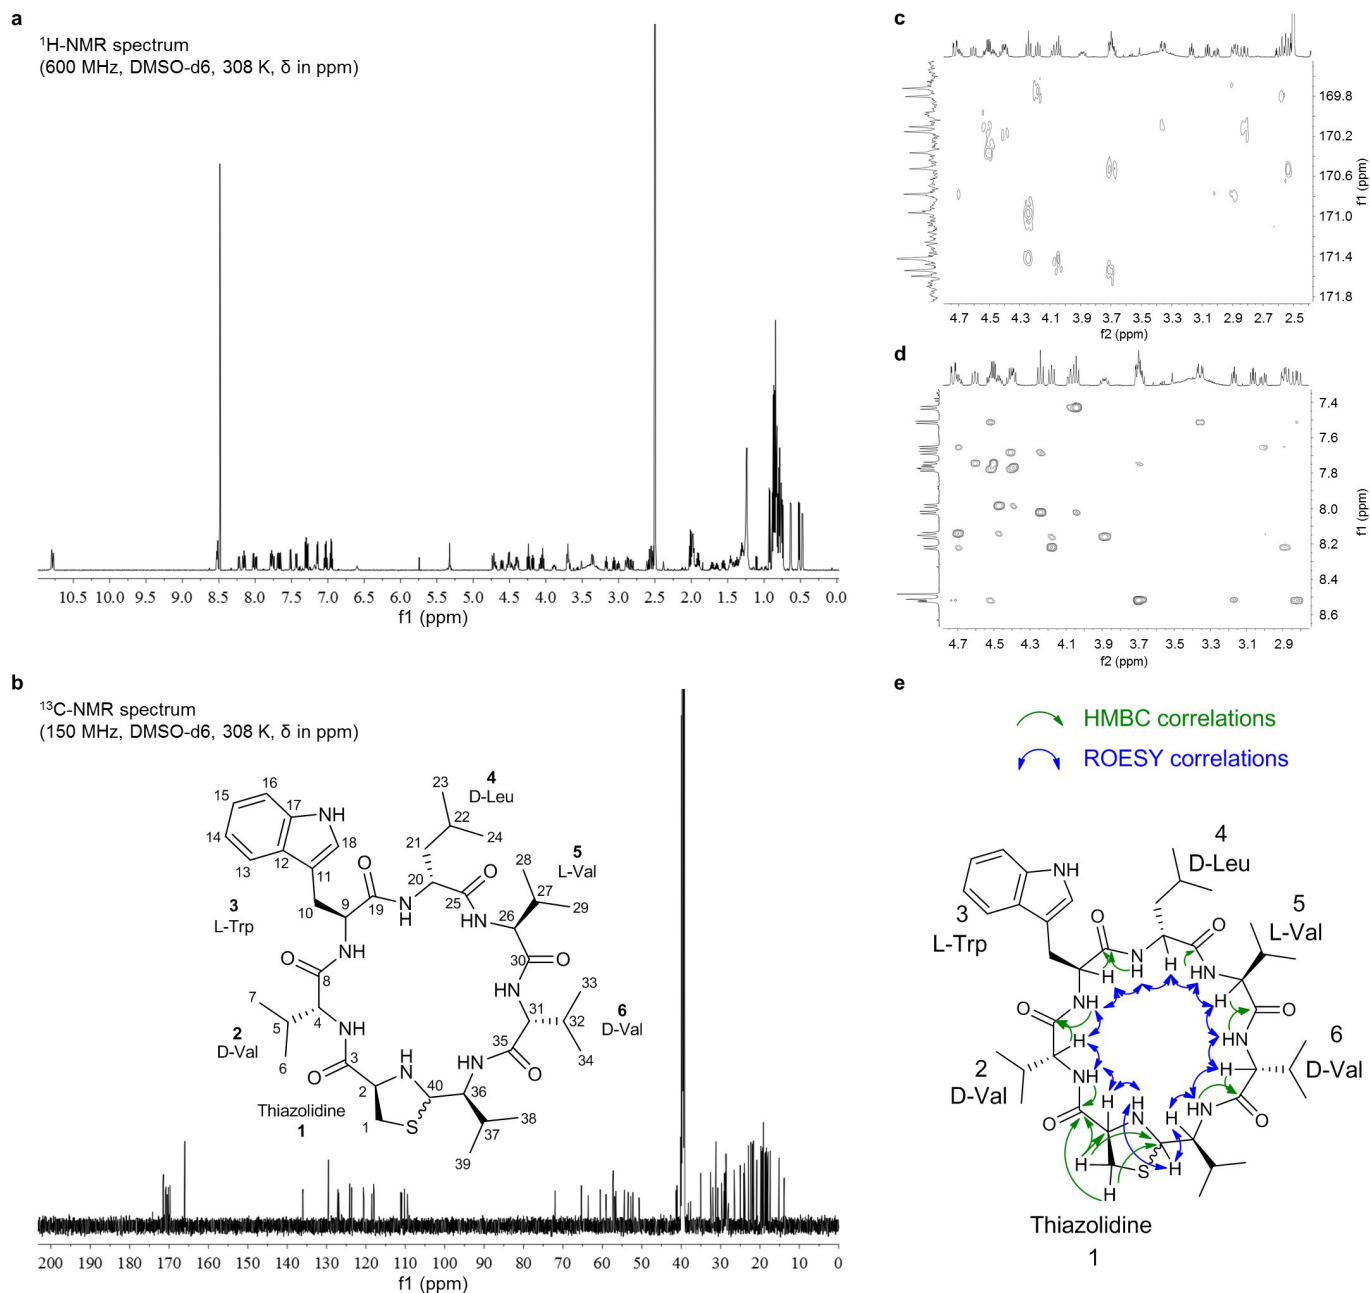 a
¹H-NMR spectrum
(600 MHz, DMSO-d6, 308 K, δ in ppm)
10.5 10.0 9.5 9.0 8.5 8.0 7.5 7.0 6.5 6.0 5.5 5.0 4.5 4.0 3.5 3.0 2.5 2.0 1.5 1.0 0.5 0.0
f1 (ppm)
c
169.8
170.2
170.6
171.0
171.4
171.8
f1 (ppm)
4.7 4.5 4.3 4.1 3.9 3.7 3.5 3.3 3.1 2.9 2.7 2.5
f2 (ppm)
d
7.4
7.6
7.8
8.0
8.2
8.4
8.6
f1 (ppm)
4.7 4.5 4.3 4.1 3.9 3.7 3.5 3.3 3.1 2.9
f2 (ppm)
b
¹³C-NMR spectrum
(150 MHz, DMSO-d6, 308 K, δ in ppm)
23
4
D-Leu
16
15
17
NH
22
14
18
21
24
28
5
L-Val
13
12
11
O
20
O
27
10
9
19
N
H
25
26
29
3
L-Trp
NH
NH
O
8
30
O
7
5
4
NH
NH
33
2
D-Val
6
31
32
6
D-Val
3
H
N
35
34
O
2
40
NH
O
36
Thiazolidine
1
1
S
37
38
39
200 190 180 170 160 150 140 130 120 110 100 90 80 70 60 50 40 30 20 10 0
f1 (ppm)
e
HMBC correlations
ROESY correlations
4
D-Leu
NH
3
L-Trp
5
L-Val
O
N
H
O
H
H
H
NH
H
NH
O
H
NH
O
2
D-Val
NH
H
6
D-Val
O
H
H
N
H
NH
O
H
S
H
H
Thiazolidine
1